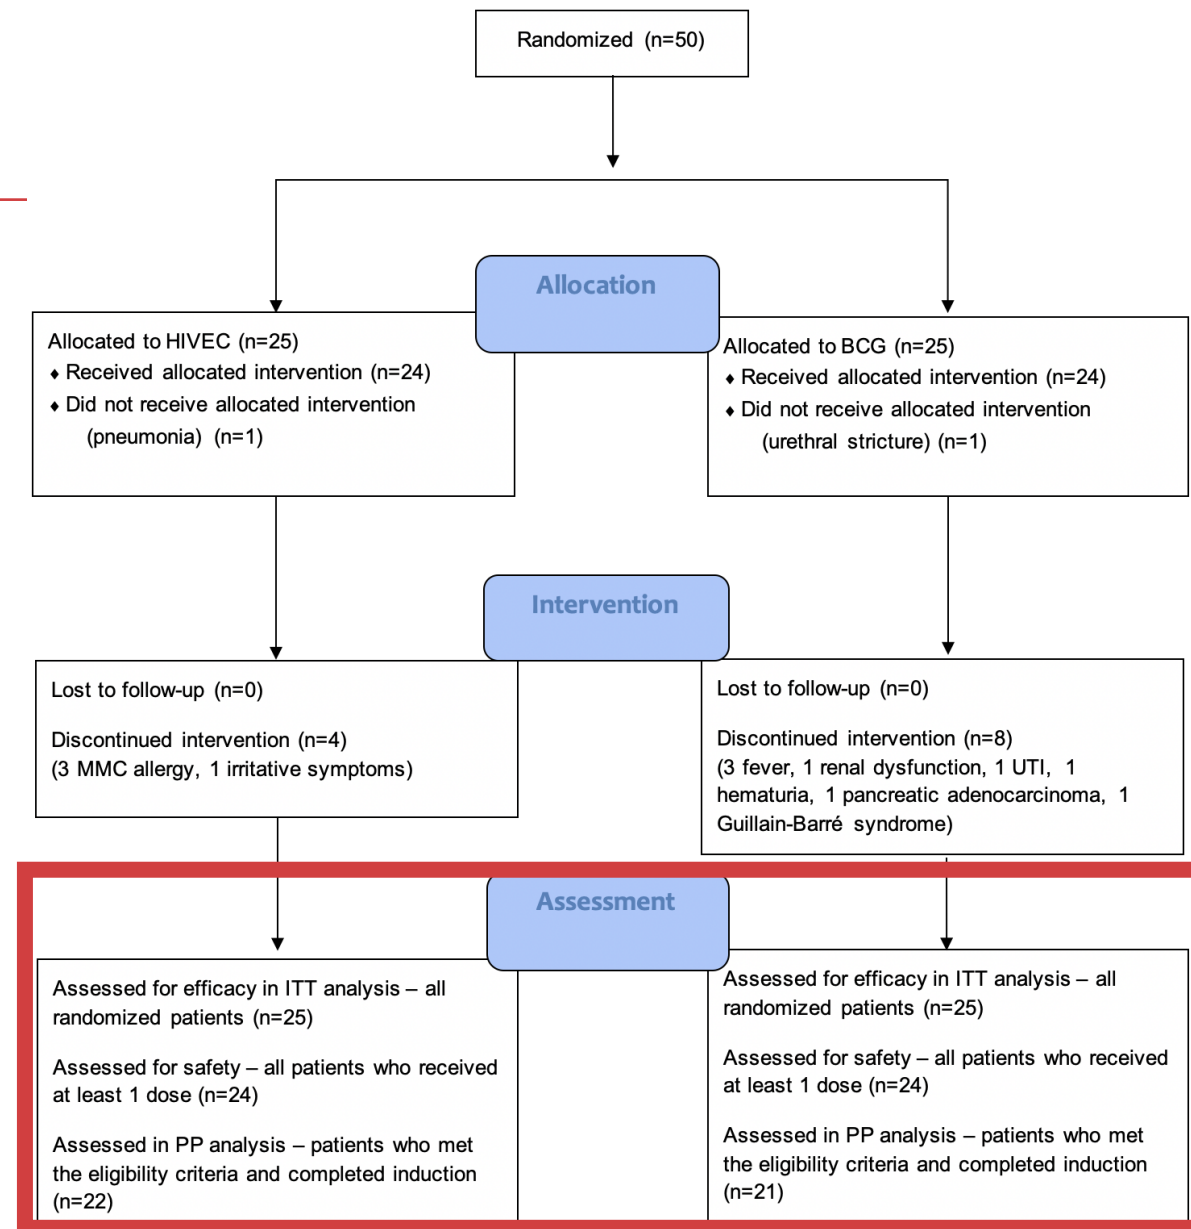 Randomized (n=50)
Allocation
Allocated to HIVEC (n=25)
♦ Received allocated intervention (n=24)
♦ Did not receive allocated intervention
(pneumonia) (n=1)
Allocated to BCG (n=25)
♦ Received allocated intervention (n=24)
♦ Did not receive allocated intervention
(urethral stricture) (n=1)
Intervention
Lost to follow-up (n=0)
Discontinued intervention (n=4)
(3 MMC allergy, 1 irritative symptoms)
Lost to follow-up (n=0)
Discontinued intervention (n=8)
(3 fever, 1 renal dysfunction, 1 UTI, 1
hematuria, 1 pancreatic adenocarcinoma, 1
Guillain-Barré syndrome)
Assessment
Assessed for efficacy in ITT analysis – all
randomized patients (n=25)
Assessed for safety – all patients who received
at least 1 dose (n=24)
Assessed in PP analysis – patients who met
the eligibility criteria and completed induction
(n=22)
Assessed for efficacy in ITT analysis – all
randomized patients (n=25)
Assessed for safety – all patients who received
at least 1 dose (n=24)
Assessed in PP analysis – patients who met
the eligibility criteria and completed induction
(n=21)